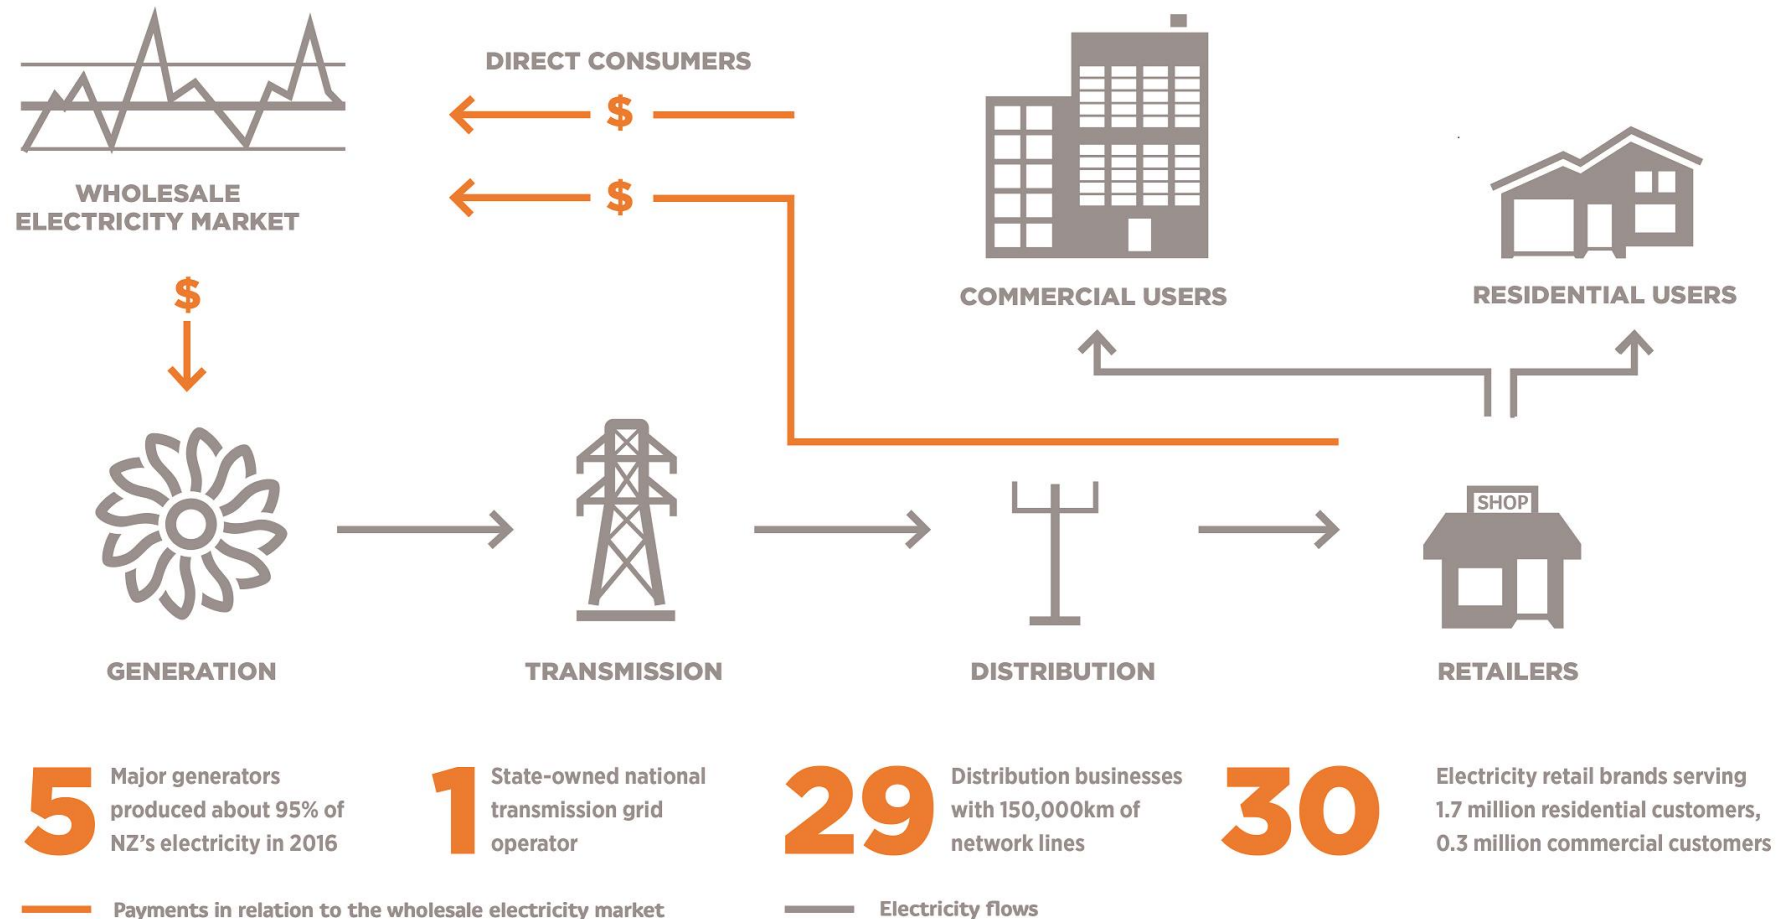 DIRECT CONSUMERS
$
$
WHOLESALE
ELECTRICITY MARKET
$
COMMERCIAL USERS
RESIDENTIAL USERS
SHOP
GENERATION
TRANSMISSION
DISTRIBUTION
RETAILERS
5
Major generators
produced about 95% of
NZ's electricity in 2016
1
State-owned national
transmission grid
operator
29
Distribution businesses
with 150,000km of
network lines
30
Electricity retail brands serving
1.7 million residential customers,
0.3 million commercial customers
Payments in relation to the wholesale electricity market
Electricity flows